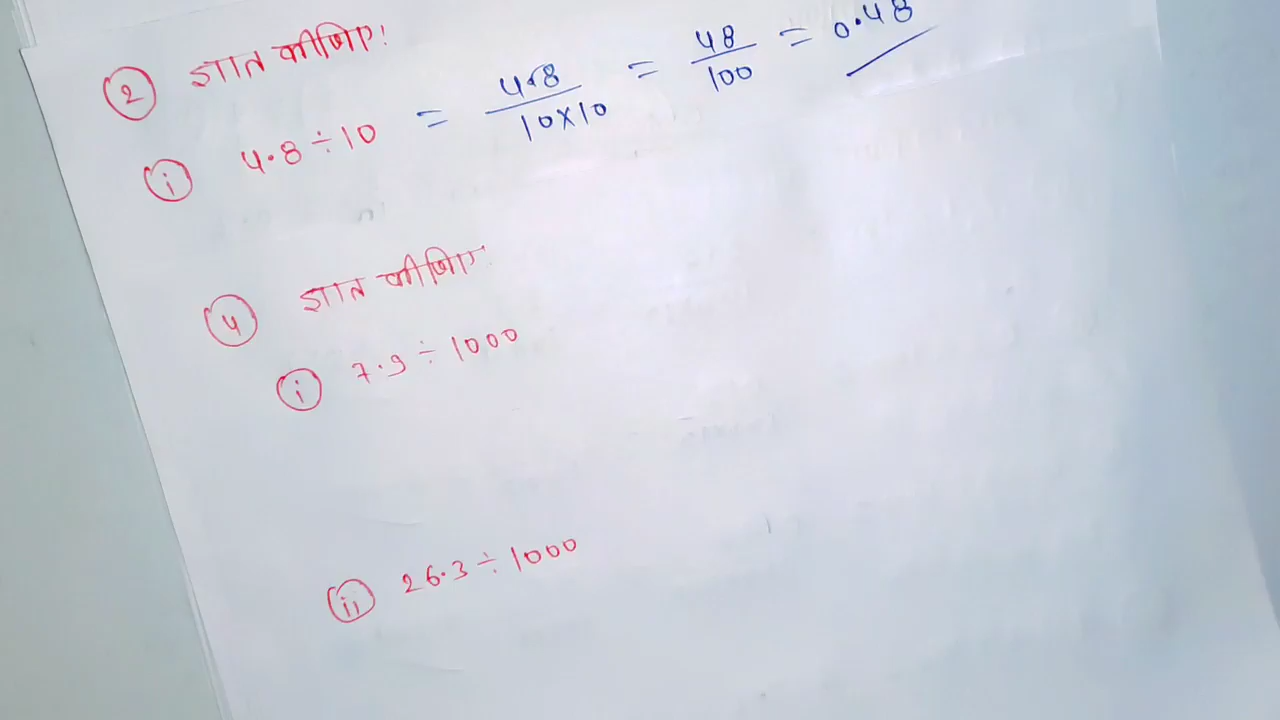 ② ज्ञात कीजिए!
ⓘ 4.8 ÷ 10 = 4.8 / 10×10 = 48 / 100 = 0.48
④ ज्ञात कीजिए
ⓘ 7.9 ÷ 1000
ⓘⓘ 26.3 ÷ 1000